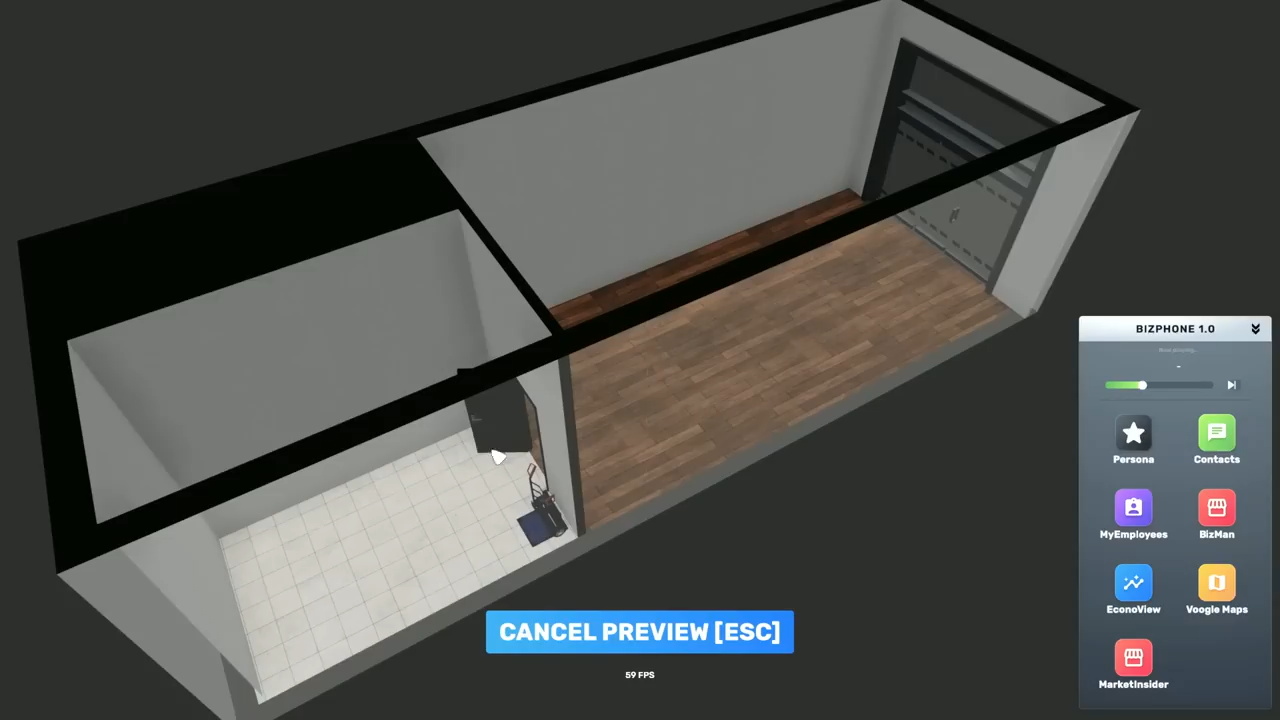 BIZPHONE 1.0
-
Persona
Contacts
MyEmployees
BizMan
EconoView
Voogle Maps
MarketInsider
CANCEL PREVIEW [ESC]
59 FPS